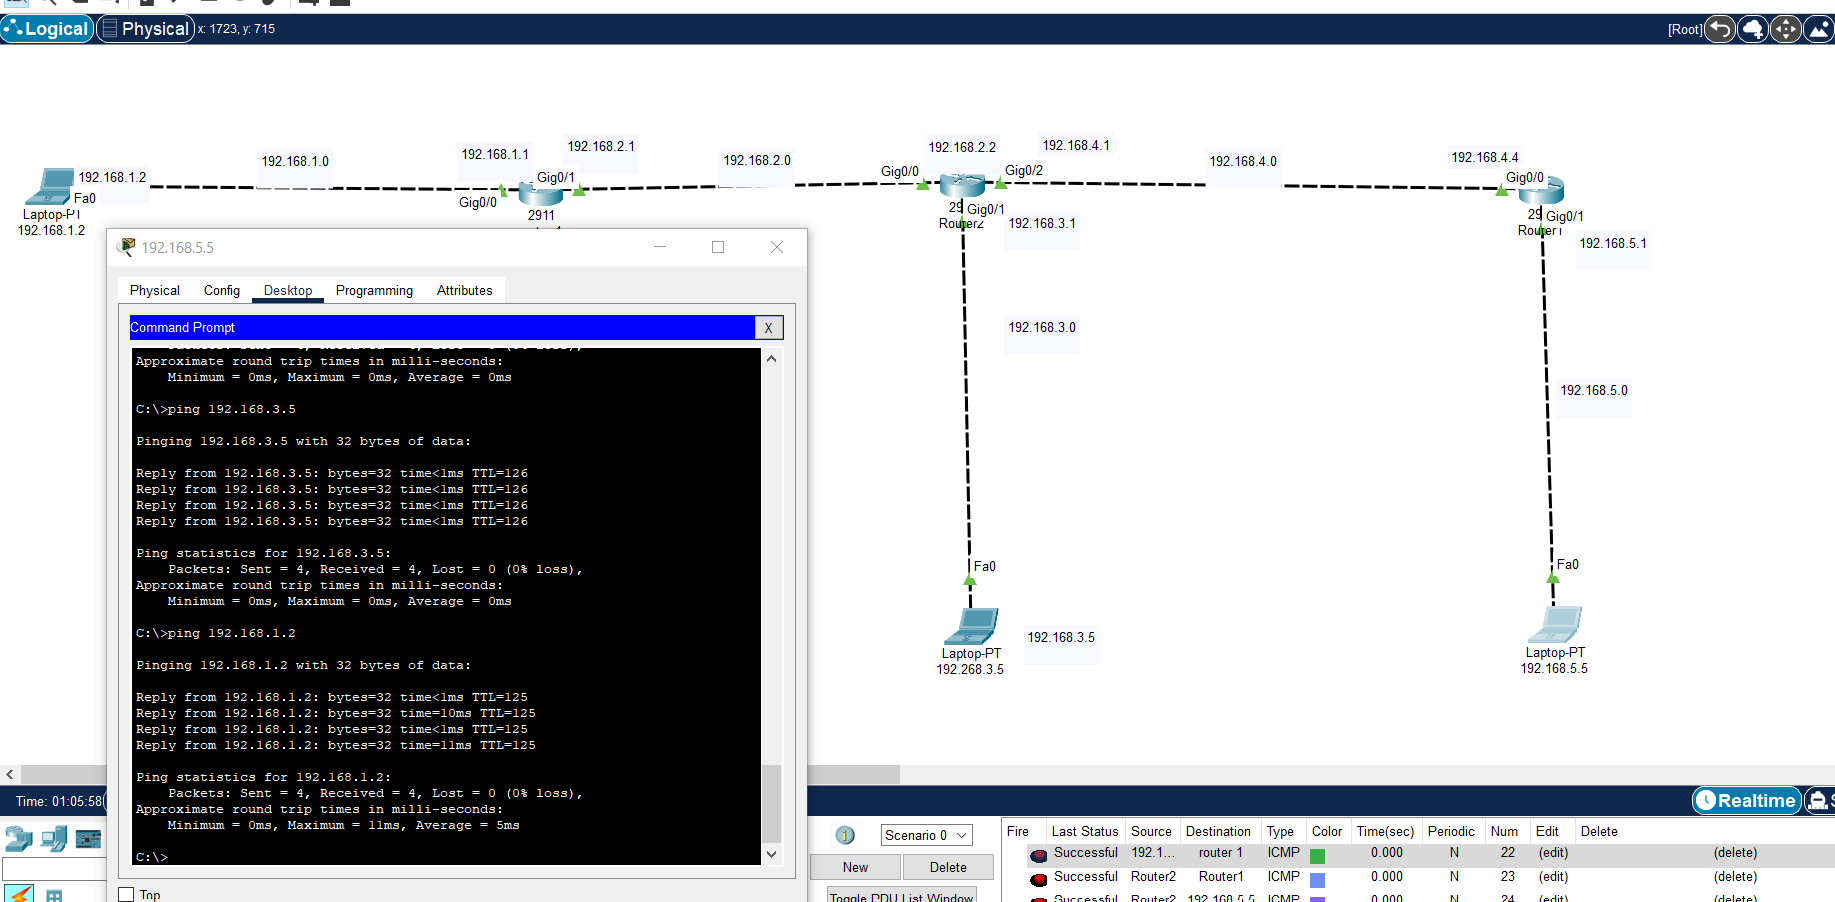 Logical
Physical
x: 1723, y: 715
[Root]
192.168.1.2
Fa0
Laptop-PT
192.168.1.2
192.168.1.0
192.168.1.1
192.168.2.1
Gig0/1
Gig0/0
2911
192.168.2.0
192.168.2.2
Gig0/0
192.168.4.1
Gig0/2
29
Gig0/1
Router2
192.168.3.1
192.168.4.0
192.168.4.4
Gig0/0
29
Gig0/1
Router1
192.168.5.1
192.168.3.0
192.168.5.0
Fa0
Laptop-PT
192.268.3.5
192.168.3.5
Fa0
Laptop-PT
192.168.5.5
192.168.5.5
Physical
Config
Desktop
Programming
Attributes
Command Prompt
X
Approximate round trip times in milli-seconds:
Minimum = 0ms, Maximum = 0ms, Average = 0ms
C:\>ping 192.168.3.5
Pinging 192.168.3.5 with 32 bytes of data:
Reply from 192.168.3.5: bytes=32 time<1ms TTL=126
Reply from 192.168.3.5: bytes=32 time<1ms TTL=126
Reply from 192.168.3.5: bytes=32 time<1ms TTL=126
Reply from 192.168.3.5: bytes=32 time<1ms TTL=126
Ping statistics for 192.168.3.5:
Packets: Sent = 4, Received = 4, Lost = 0 (0% loss),
Approximate round trip times in milli-seconds:
Minimum = 0ms, Maximum = 0ms, Average = 0ms
C:\>ping 192.168.1.2
Pinging 192.168.1.2 with 32 bytes of data:
Reply from 192.168.1.2: bytes=32 time<1ms TTL=125
Reply from 192.168.1.2: bytes=32 time=10ms TTL=125
Reply from 192.168.1.2: bytes=32 time<1ms TTL=125
Reply from 192.168.1.2: bytes=32 time=11ms TTL=125
Ping statistics for 192.168.1.2:
Packets: Sent = 4, Received = 4, Lost = 0 (0% loss),
Approximate round trip times in milli-seconds:
Minimum = 0ms, Maximum = 11ms, Average = 5ms
C:\>
Top
Time: 01:05:58
Realtime
Scenario 0
New
Delete
Toggle PDU List Window
Fire Last Status Source Destination Type Color Time(sec) Periodic Num Edit Delete
Successful 192.1... router 1 ICMP 0.000 N 22 (edit) (delete)
Successful Router2 Router1 ICMP 0.000 N 23 (edit) (delete)
Successful Router2 192.168.5.5 ICMP 0.000 N 24 (edit) (delete)